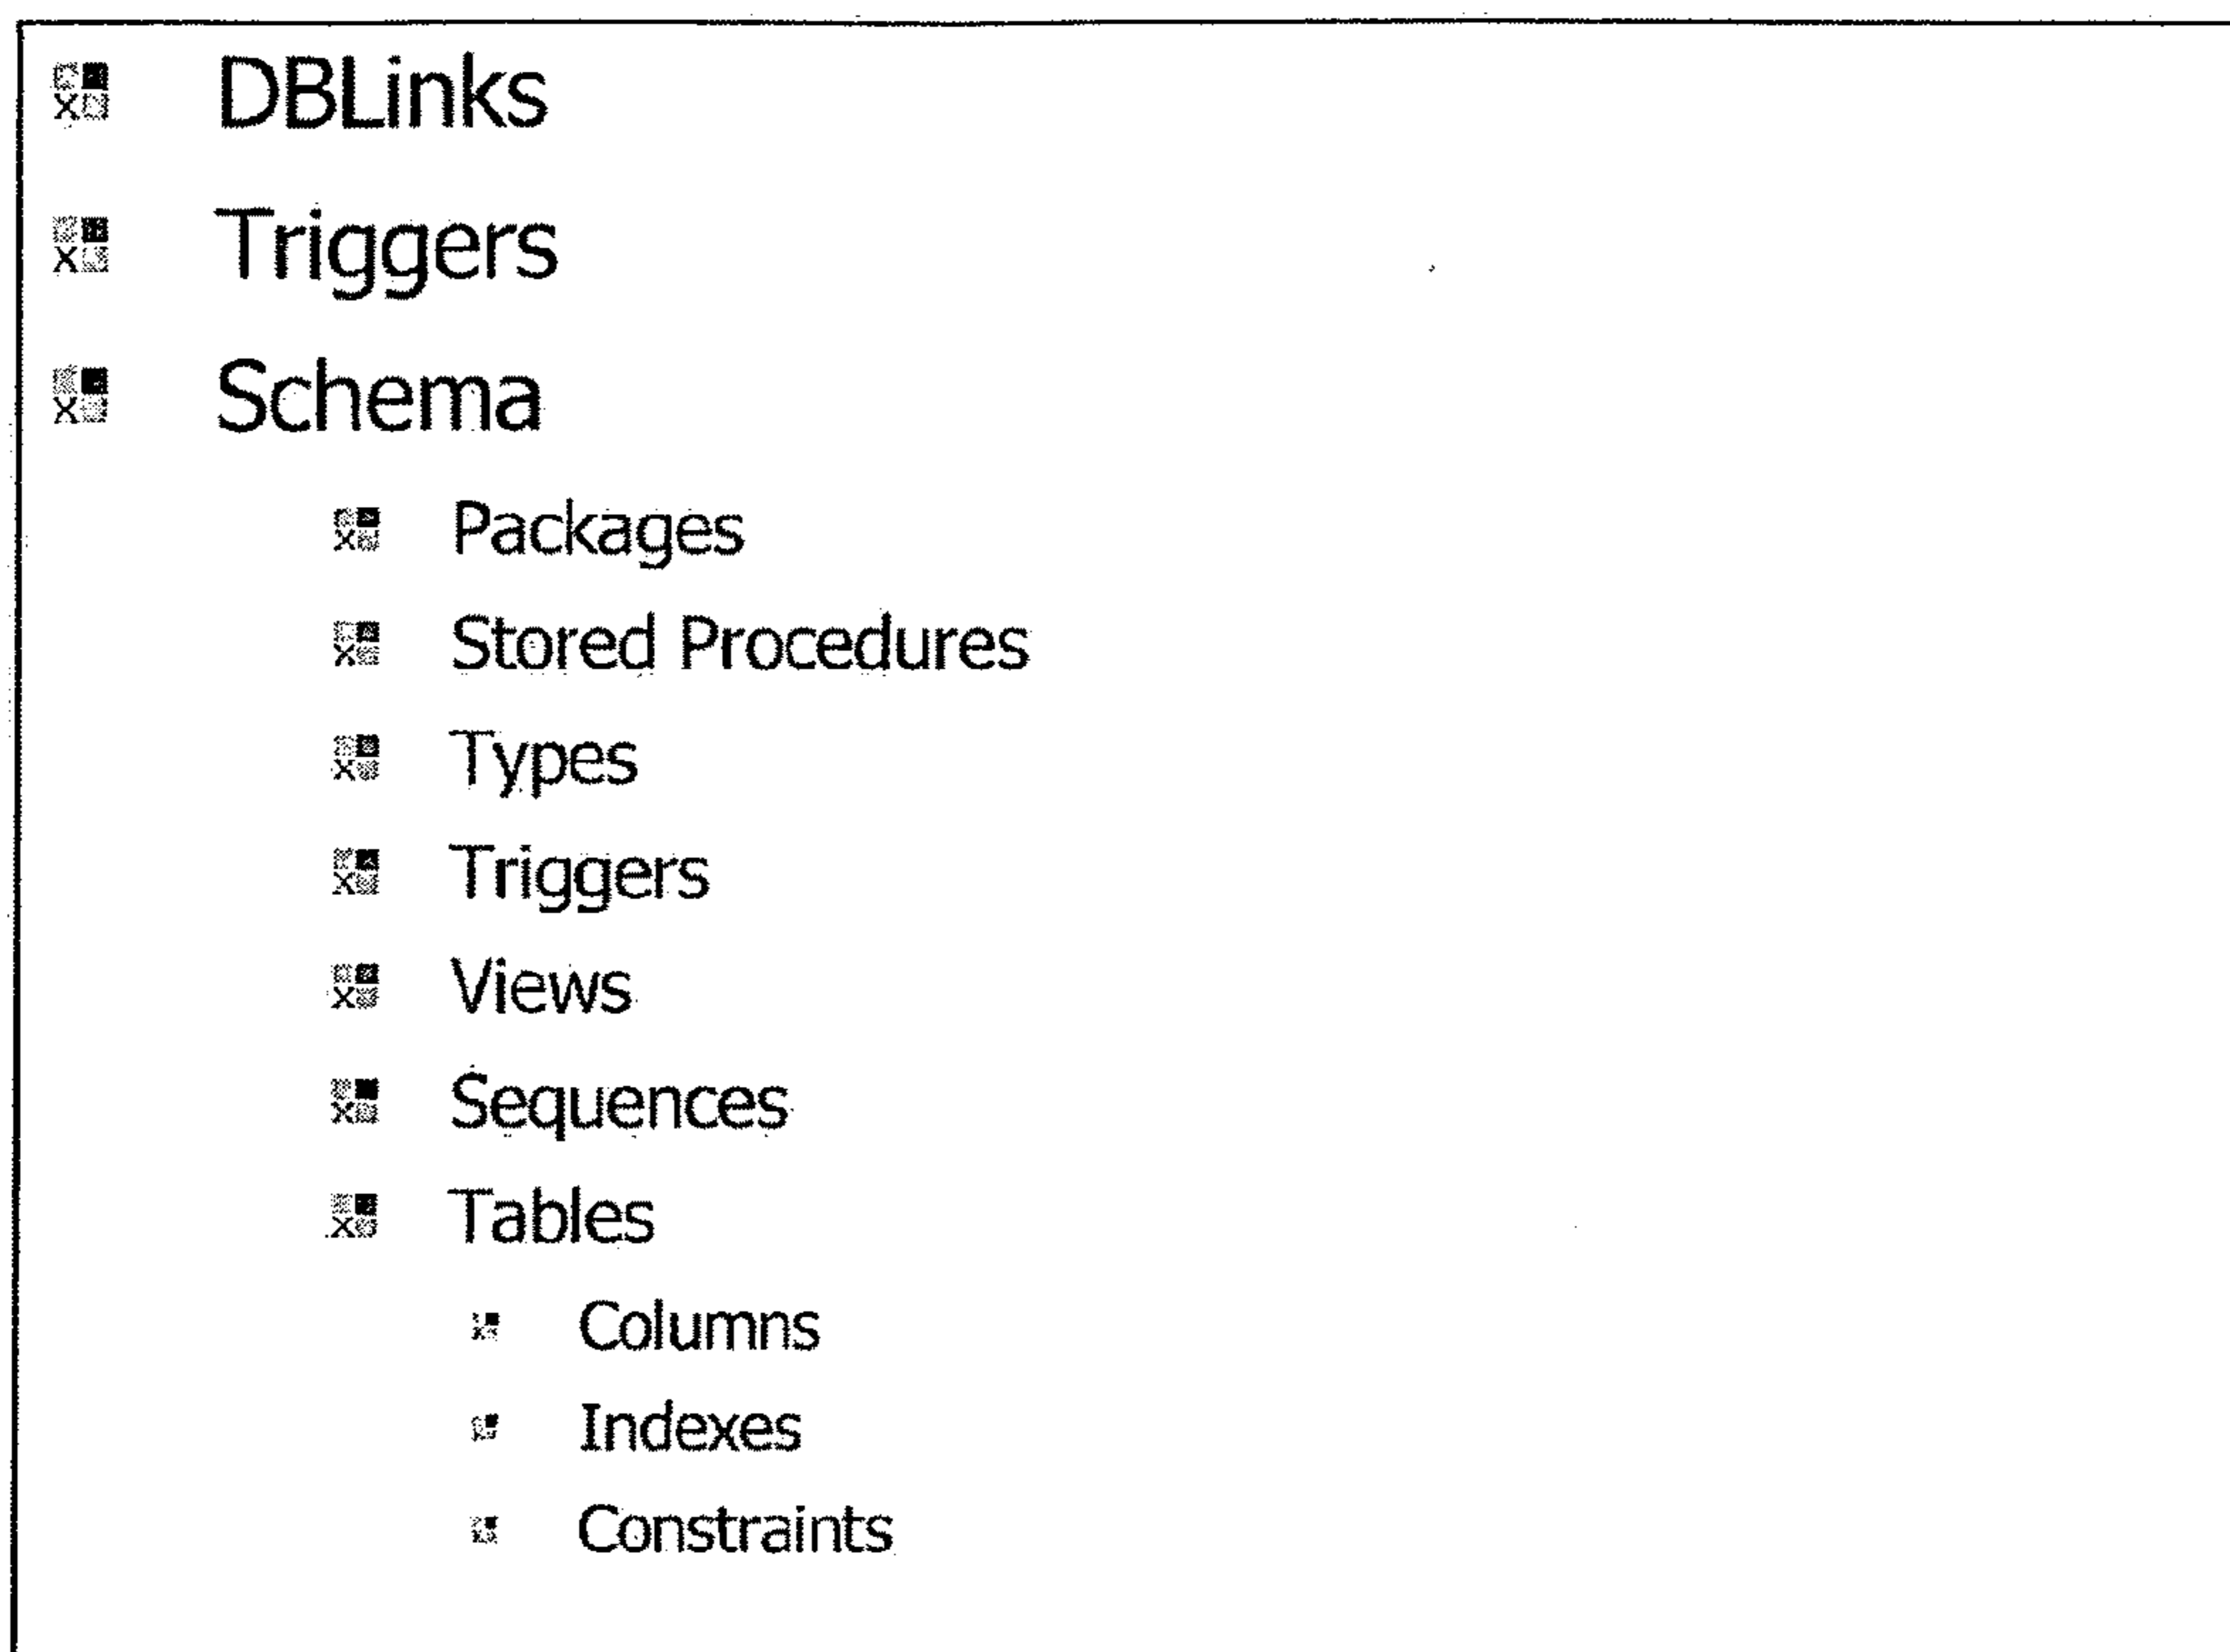 DBLinks
Triggers
Schema
Packages
Stored Procedures
Types
Triggers
Views
Sequences
Tables
Columns
Indexes
Constraints